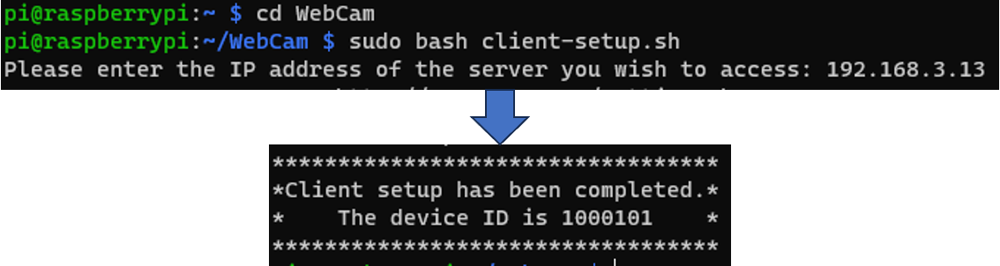 pi@raspberrypi:~ $ cd WebCam
pi@raspberrypi:~/WebCam $ sudo bash client-setup.sh
Please enter the IP address of the server you wish to access: 192.168.3.13
**********************************
*Client setup has been completed.*
*    The device ID is 1000101    *
**********************************